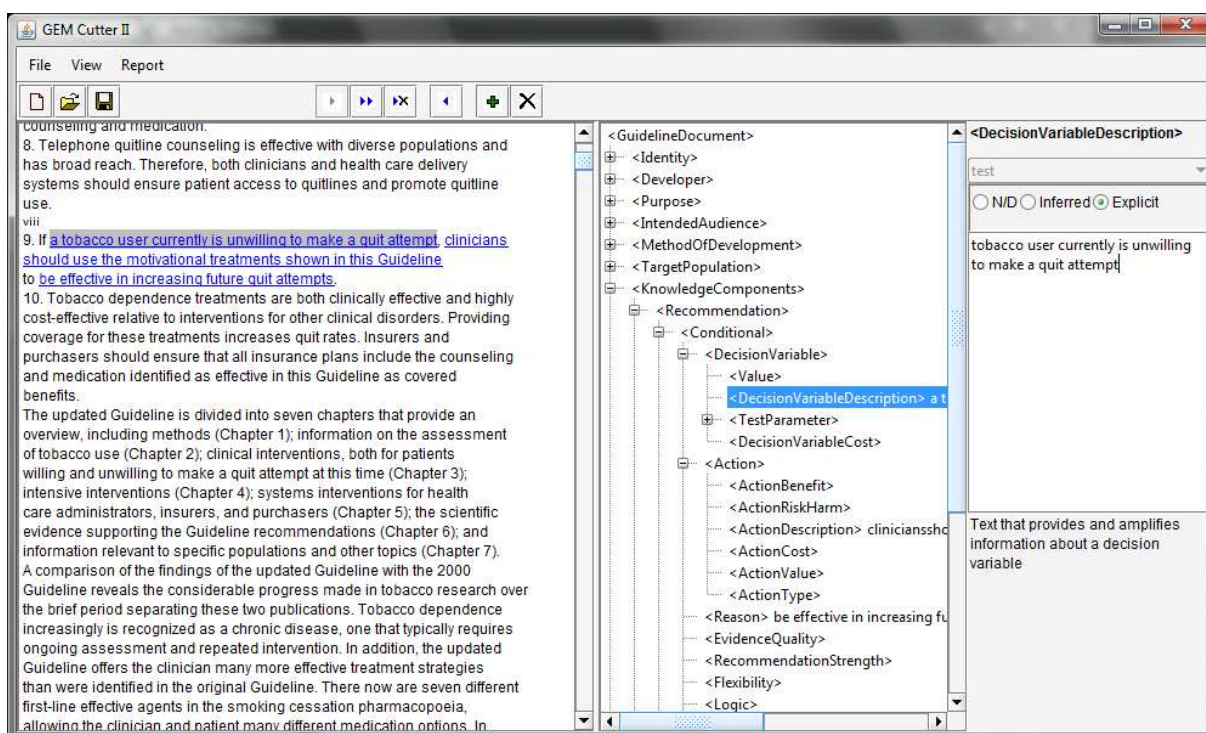 GEM Cutter II
File View Report
counseling and medication.
8. Telephone quitline counseling is effective with diverse populations and
has broad reach. Therefore, both clinicians and health care delivery
systems should ensure patient access to quitlines and promote quitline
use.
viii
9. If a tobacco user currently is unwilling to make a quit attempt, clinicians
should use the motivational treatments shown in this Guideline
to be effective in increasing future quit attempts.
10. Tobacco dependence treatments are both clinically effective and highly
cost-effective relative to interventions for other clinical disorders. Providing
coverage for these treatments increases quit rates. Insurers and
purchasers should ensure that all insurance plans include the counseling
and medication identified as effective in this Guideline as covered
benefits.
The updated Guideline is divided into seven chapters that provide an
overview, including methods (Chapter 1); information on the assessment
of tobacco use (Chapter 2); clinical interventions, both for patients
willing and unwilling to make a quit attempt at this time (Chapter 3);
intensive interventions (Chapter 4); systems interventions for health
care administrators, insurers, and purchasers (Chapter 5); the scientific
evidence supporting the Guideline recommendations (Chapter 6); and
information relevant to specific populations and other topics (Chapter 7).
A comparison of the findings of the updated Guideline with the 2000
Guideline reveals the considerable progress made in tobacco research over
the brief period separating these two publications. Tobacco dependence
increasingly is recognized as a chronic disease, one that typically requires
ongoing assessment and repeated intervention. In addition, the updated
Guideline offers the clinician many more effective treatment strategies
than were identified in the original Guideline. There now are seven different
first-line effective agents in the smoking cessation pharmacopoeia,
allowing the clinician and patient many different medication options. In
<GuidelineDocument>
<Identity>
<Developer>
<Purpose>
<IntendedAudience>
<MethodOfDevelopment>
<TargetPopulation>
<KnowledgeComponents>
<Recommendation>
<Conditional>
<DecisionVariable>
<Value>
<DecisionVariableDescription> a t
<TestParameter>
<DecisionVariableCost>
<Action>
<ActionBenefit>
<ActionRiskHarm>
<ActionDescription> cliniciansshc
<ActionCost>
<ActionValue>
<ActionType>
<Reason> be effective in increasing fu
<EvidenceQuality>
<RecommendationStrength>
<Flexibility>
<Logic>
<DecisionVariableDescription>
test
N/D Inferred Explicit
tobacco user currently is unwilling
to make a quit attempt
Text that provides and amplifies
information about a decision
variable